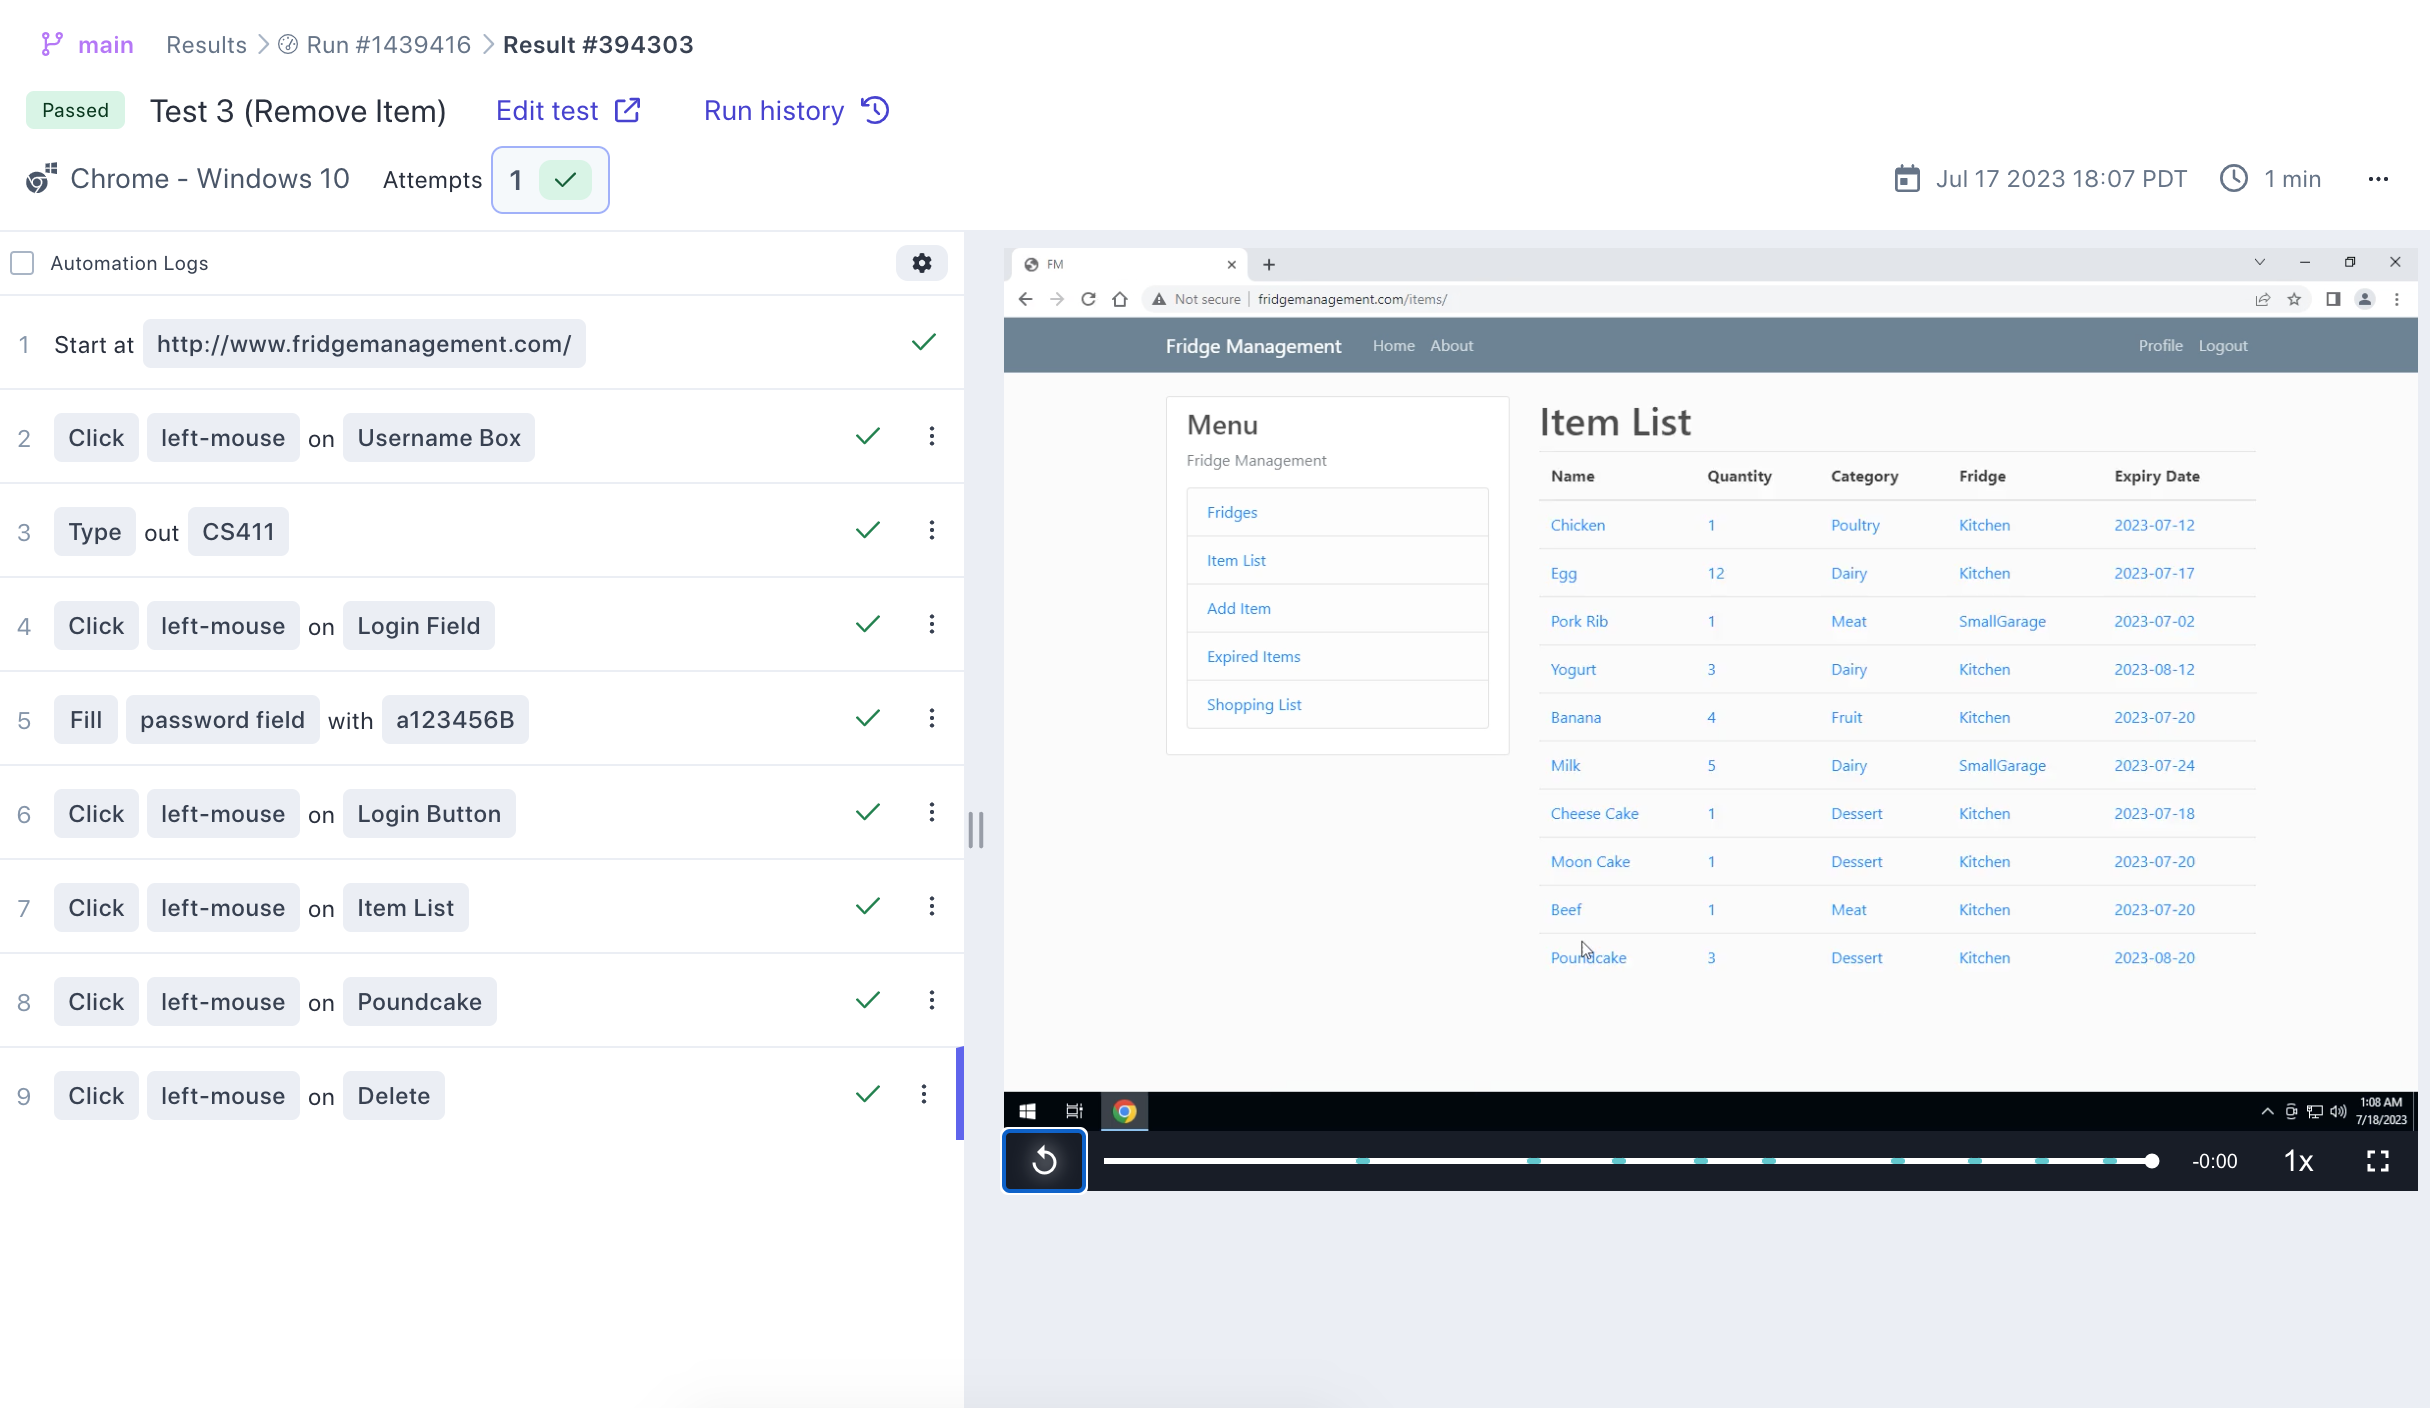 main Results Run #1439416 Result #394303
Passed Test 3 (Remove Item) Edit test Run history
Chrome - Windows 10 Attempts 1 Jul 17 2023 18:07 PDT 1 min
Automation Logs
1 Start at http://www.fridgemanagement.com/
2 Click left-mouse on Username Box
3 Type out CS411
4 Click left-mouse on Login Field
5 Fill password field with a123456B
6 Click left-mouse on Login Button
7 Click left-mouse on Item List
8 Click left-mouse on Poundcake
9 Click left-mouse on Delete
FM
Not secure fridgemanagement.com/items/
Fridge Management Home About Profile Logout
Menu
Fridge Management
Fridges
Item List
Add Item
Expired Items
Shopping List
Item List
Name Quantity Category Fridge Expiry Date
Chicken 1 Poultry Kitchen 2023-07-12
Egg 12 Dairy Kitchen 2023-07-17
Pork Rib 1 Meat SmallGarage 2023-07-02
Yogurt 3 Dairy Kitchen 2023-08-12
Banana 4 Fruit Kitchen 2023-07-20
Milk 5 Dairy SmallGarage 2023-07-24
Cheese Cake 1 Dessert Kitchen 2023-07-18
Moon Cake 1 Dessert Kitchen 2023-07-20
Beef 1 Meat Kitchen 2023-07-20
Poundcake 3 Dessert Kitchen 2023-08-20
1:08 AM
7/18/2023
-0:00 1x